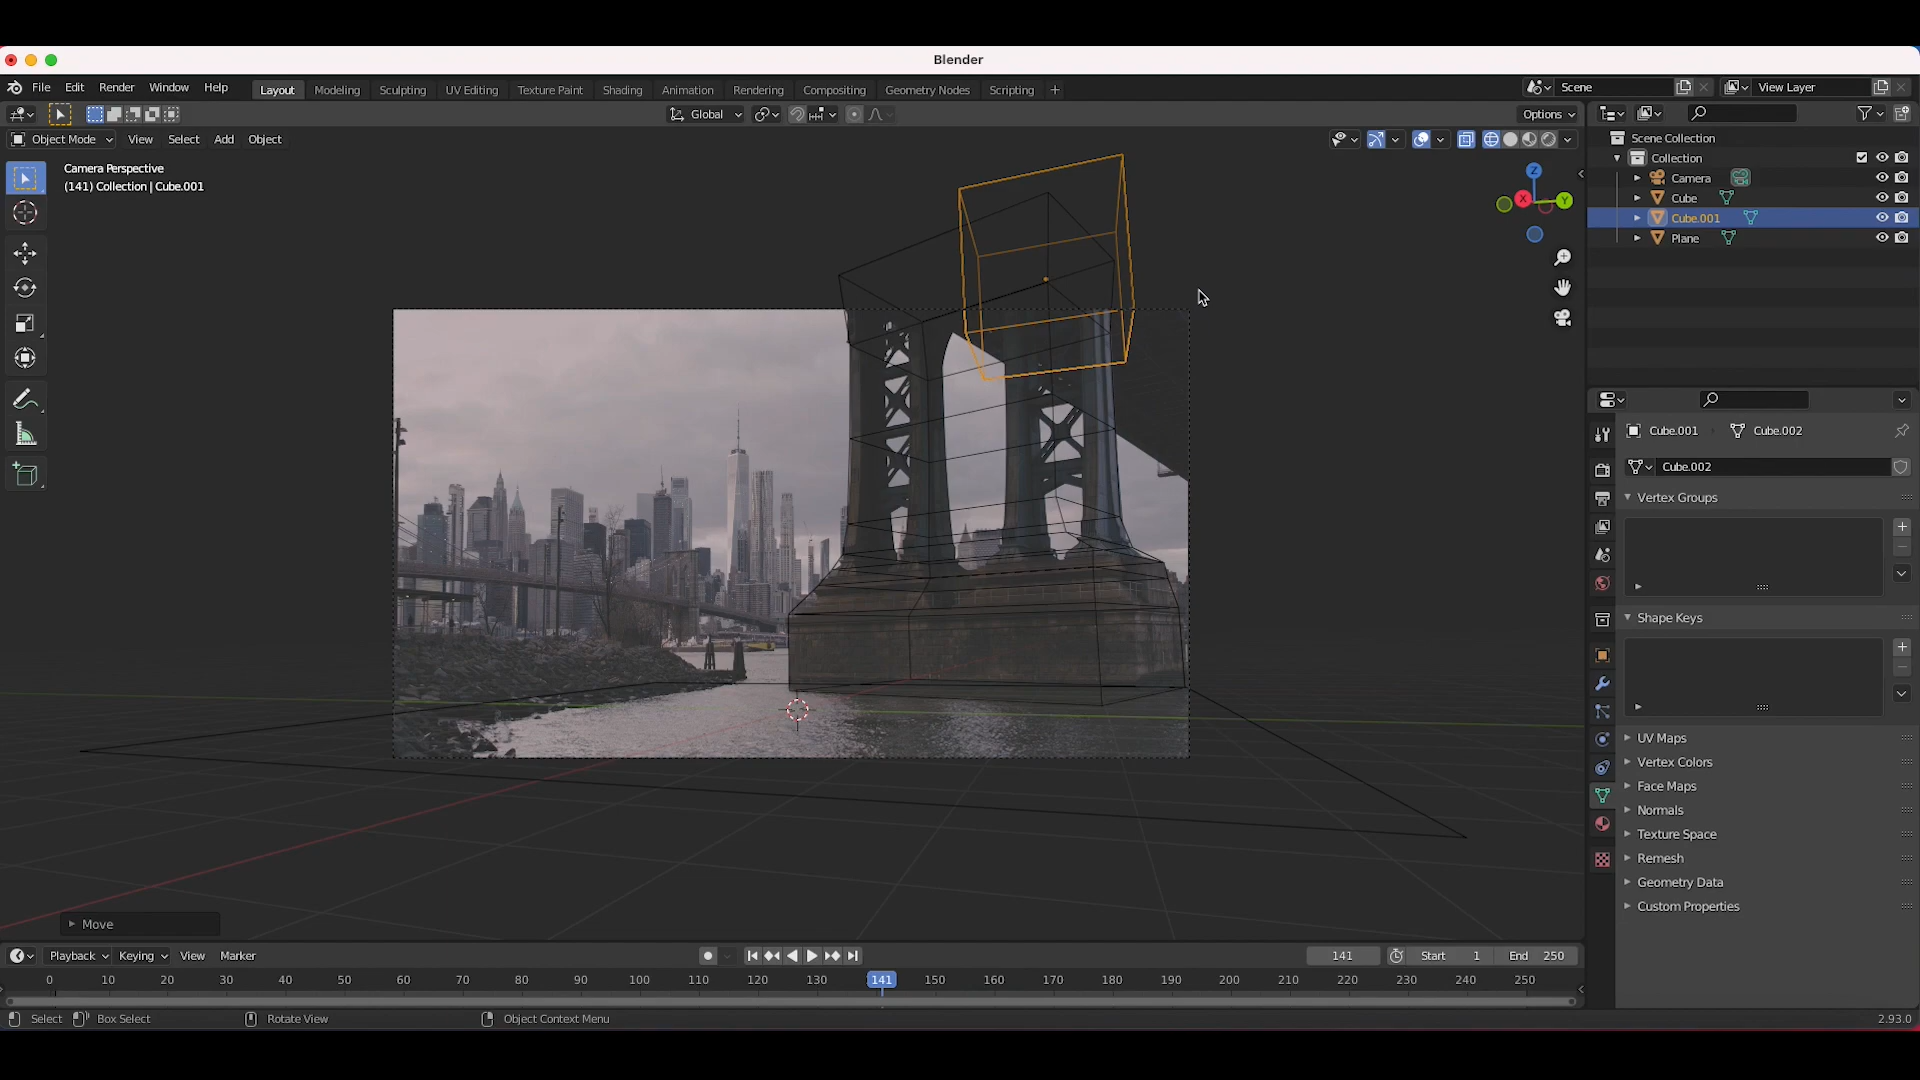 Blender
File Edit Render Window Help Layout Modeling Sculpting UV Editing Texture Paint Shading Animation Rendering Compositing Geometry Nodes Scripting + Scene View Layer
Global Options
Object Mode View Select Add Object
Camera Perspective
(141) Collection | Cube.001
Z
X
Y
Scene Collection
Collection
Camera
Cube
Cube.001
Plane
Cube.001 Cube.002
Cube.002
Vertex Groups
Shape Keys
UV Maps
Vertex Colors
Face Maps
Normals
Texture Space
Remesh
Geometry Data
Custom Properties
Move
Playback Keying View Marker 141 Start 1 End 250
0 10 20 30 40 50 60 70 80 90 100 110 120 130 141 150 160 170 180 190 200 210 220 230 240 250
Select Box Select Rotate View Object Context Menu 2.93.0